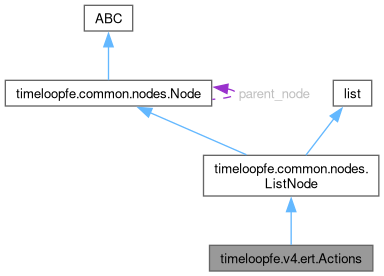 ABC
timeloopfe.common.nodes.Node
parent_node
list
timeloopfe.common.nodes.
ListNode
timeloopfe.v4.ert.Actions